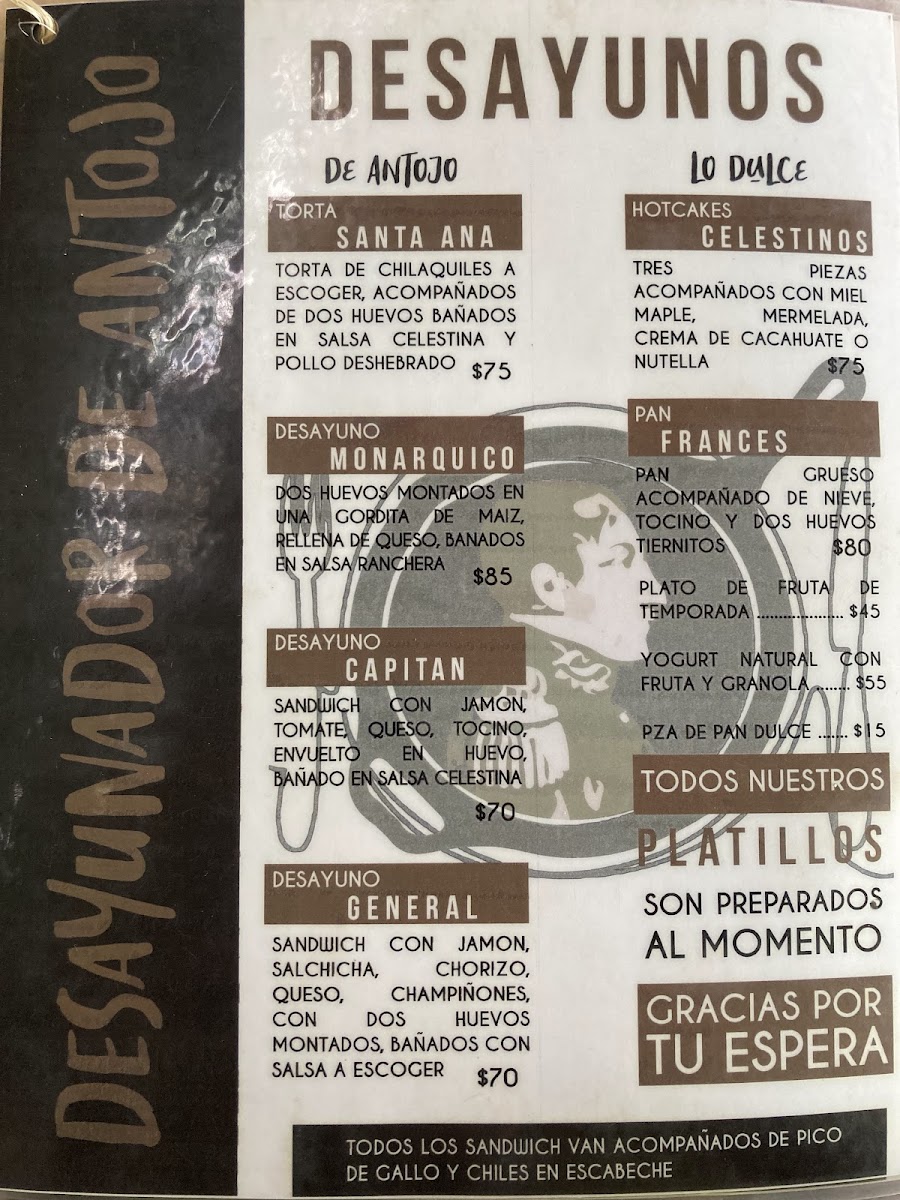 DESAYUNADOR DE ANTOJO
DESAYUNOS
DE ANTOJO
TORTA
SANTA ANA
TORTA DE CHILAQUILES A
ESCOGER, ACOMPAÑADOS
DE DOS HUEVOS BAÑADOS
EN SALSA CELESTINA Y
POLLO DESHEBRADO $75
DESAYUNO
MONARQUICO
DOS HUEVOS MONTADOS EN
UNA GORDITA DE MAIZ,
RELLENA DE QUESO, BANADOS
EN SALSA RANCHERA $85
DESAYUNO
CAPITAN
SANDWICH CON JAMON,
TOMATE, QUESO, TOCINO,
ENVUELTO EN HUEVO,
BAÑADO EN SALSA CELESTINA
$70
DESAYUNO
GENERAL
SANDWICH CON JAMON,
SALCHICHA, CHORIZO,
QUESO, CHAMPIÑONES,
CON DOS HUEVOS
MONTADOS, BAÑADOS CON
SALSA A ESCOGER $70
LO DULCE
HOTCAKES
CELESTINOS
TRES PIEZAS
ACOMPAÑADOS CON MIEL
MAPLE, MERMELADA,
CREMA DE CACAHUATE O
NUTELLA $75
PAN
FRANCES
PAN GRUESO
ACOMPAÑADO DE NIEVE,
TOCINO Y DOS HUEVOS
TIERNITOS $80
PLATO DE FRUTA DE
TEMPORADA .................... $45
YOGURT NATURAL CON
FRUTA Y GRANOLA ........ $55
PZA DE PAN DULCE ...... $15
TODOS NUESTROS
PLATILLOS
SON PREPARADOS
AL MOMENTO
GRACIAS POR
TU ESPERA
TODOS LOS SANDWICH VAN ACOMPAÑADOS DE PICO
DE GALLO Y CHILES EN ESCABECHE